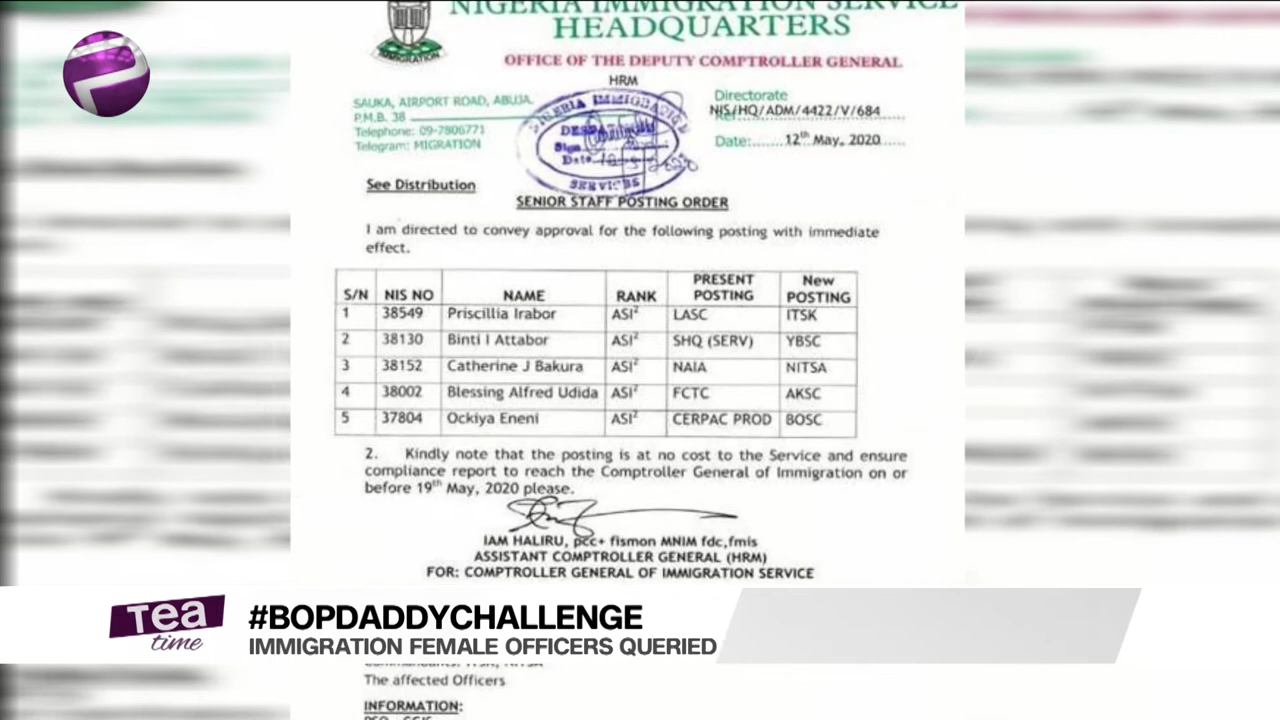 NIGERIA IMMIGRATION SERVICE
HEADQUARTERS
IMMIGRATION
OFFICE OF THE DEPUTY COMPTROLLER GENERAL
HRM
SAUKA, AIRPORT ROAD, ABUJA.
P.M.B. 38
Telephone: 09-7806771
Telegram: MIGRATION
NIGERIA IMMIGRATION
Sign
Date
SERVICES
Directorate
NIS/HQ/ADM/4422/V/684
Date:.......12th May, 2020......
See Distribution
SENIOR STAFF POSTING ORDER
I am directed to convey approval for the following posting with immediate
effect.
S/N NIS NO NAME RANK PRESENT POSTING New POSTING
1 38549 Priscillia Irabor ASI² LASC ITSK
2 38130 Binti I Attabor ASI² SHQ (SERV) YBSC
3 38152 Catherine J Bakura ASI² NAIA NITSA
4 38002 Blessing Alfred Udida ASI² FCTC AKSC
5 37804 Ockiya Eneni ASI² CERPAC PROD BOSC
2. Kindly note that the posting is at no cost to the Service and ensure
compliance report to reach the Comptroller General of Immigration on or
before 19th May, 2020 please.
IAM HALIRU, pcc+ fismon MNIM fdc,fmis
ASSISTANT COMPTROLLER GENERAL (HRM)
FOR: COMPTROLLER GENERAL OF IMMIGRATION SERVICE
Tea
time
#BOPDADDYCHALLENGE
IMMIGRATION FEMALE OFFICERS QUERIED
The affected Officers
INFORMATION: